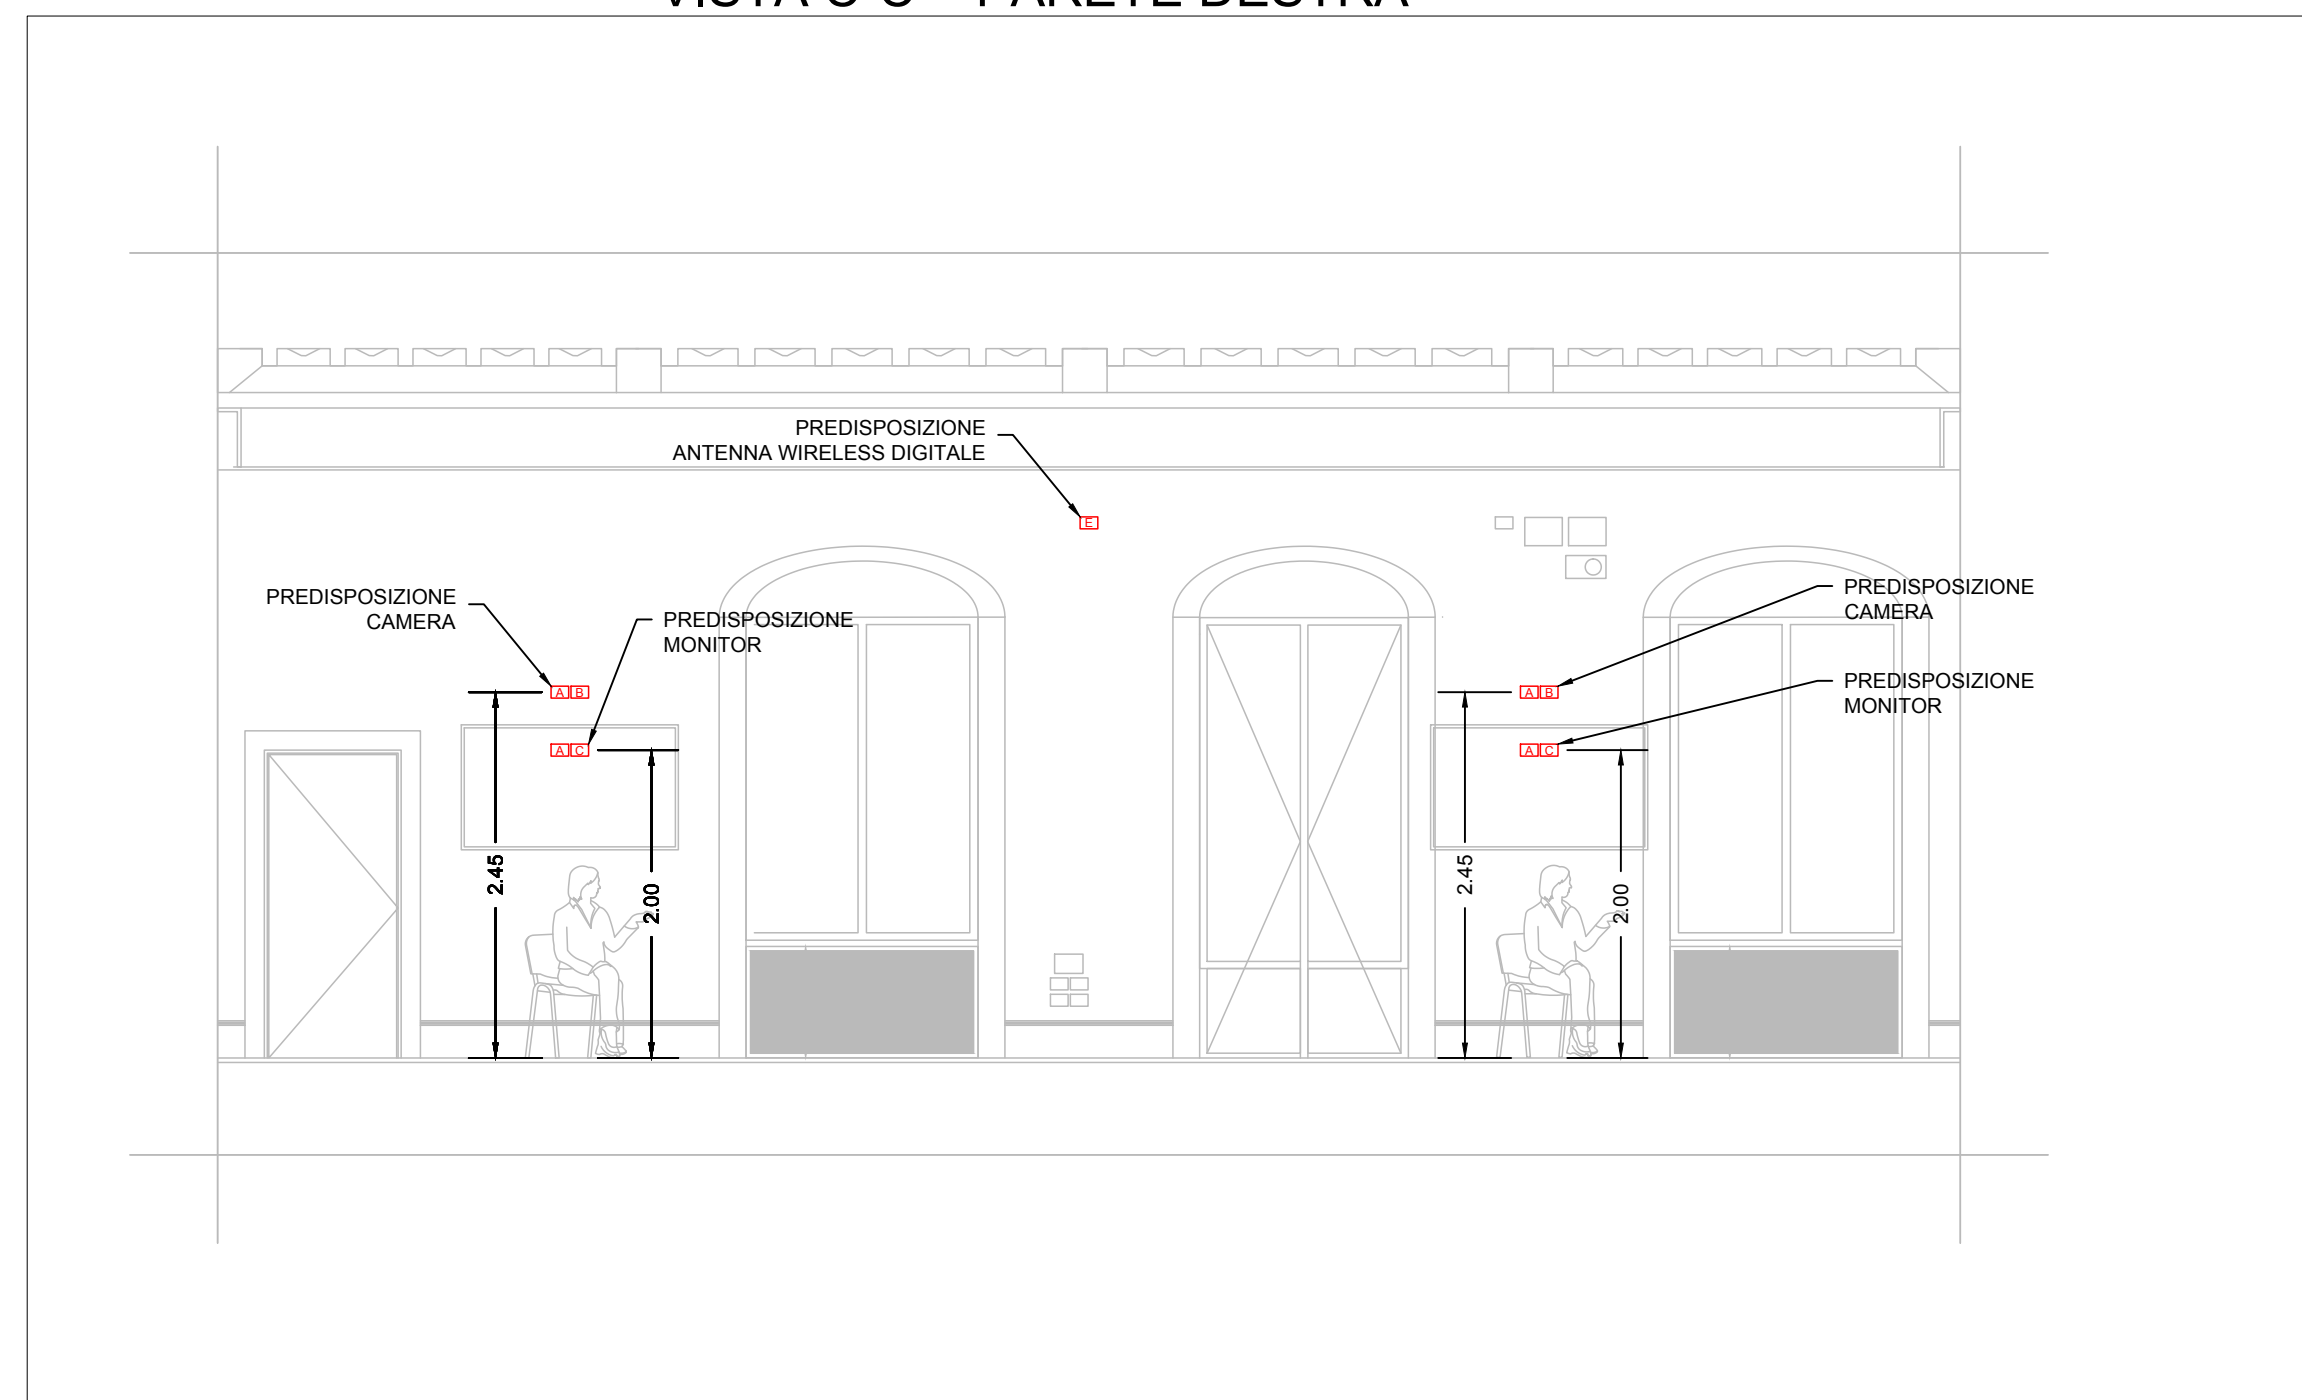 PREDISPOSIZIONE
ANTENNA WIRELESS DIGITALE
E
PREDISPOSIZIONE
CAMERA
PREDISPOSIZIONE
MONITOR
A B
A C
2.45
2.00
PREDISPOSIZIONE
CAMERA
PREDISPOSIZIONE
MONITOR
A B
A C
2.45
2.00